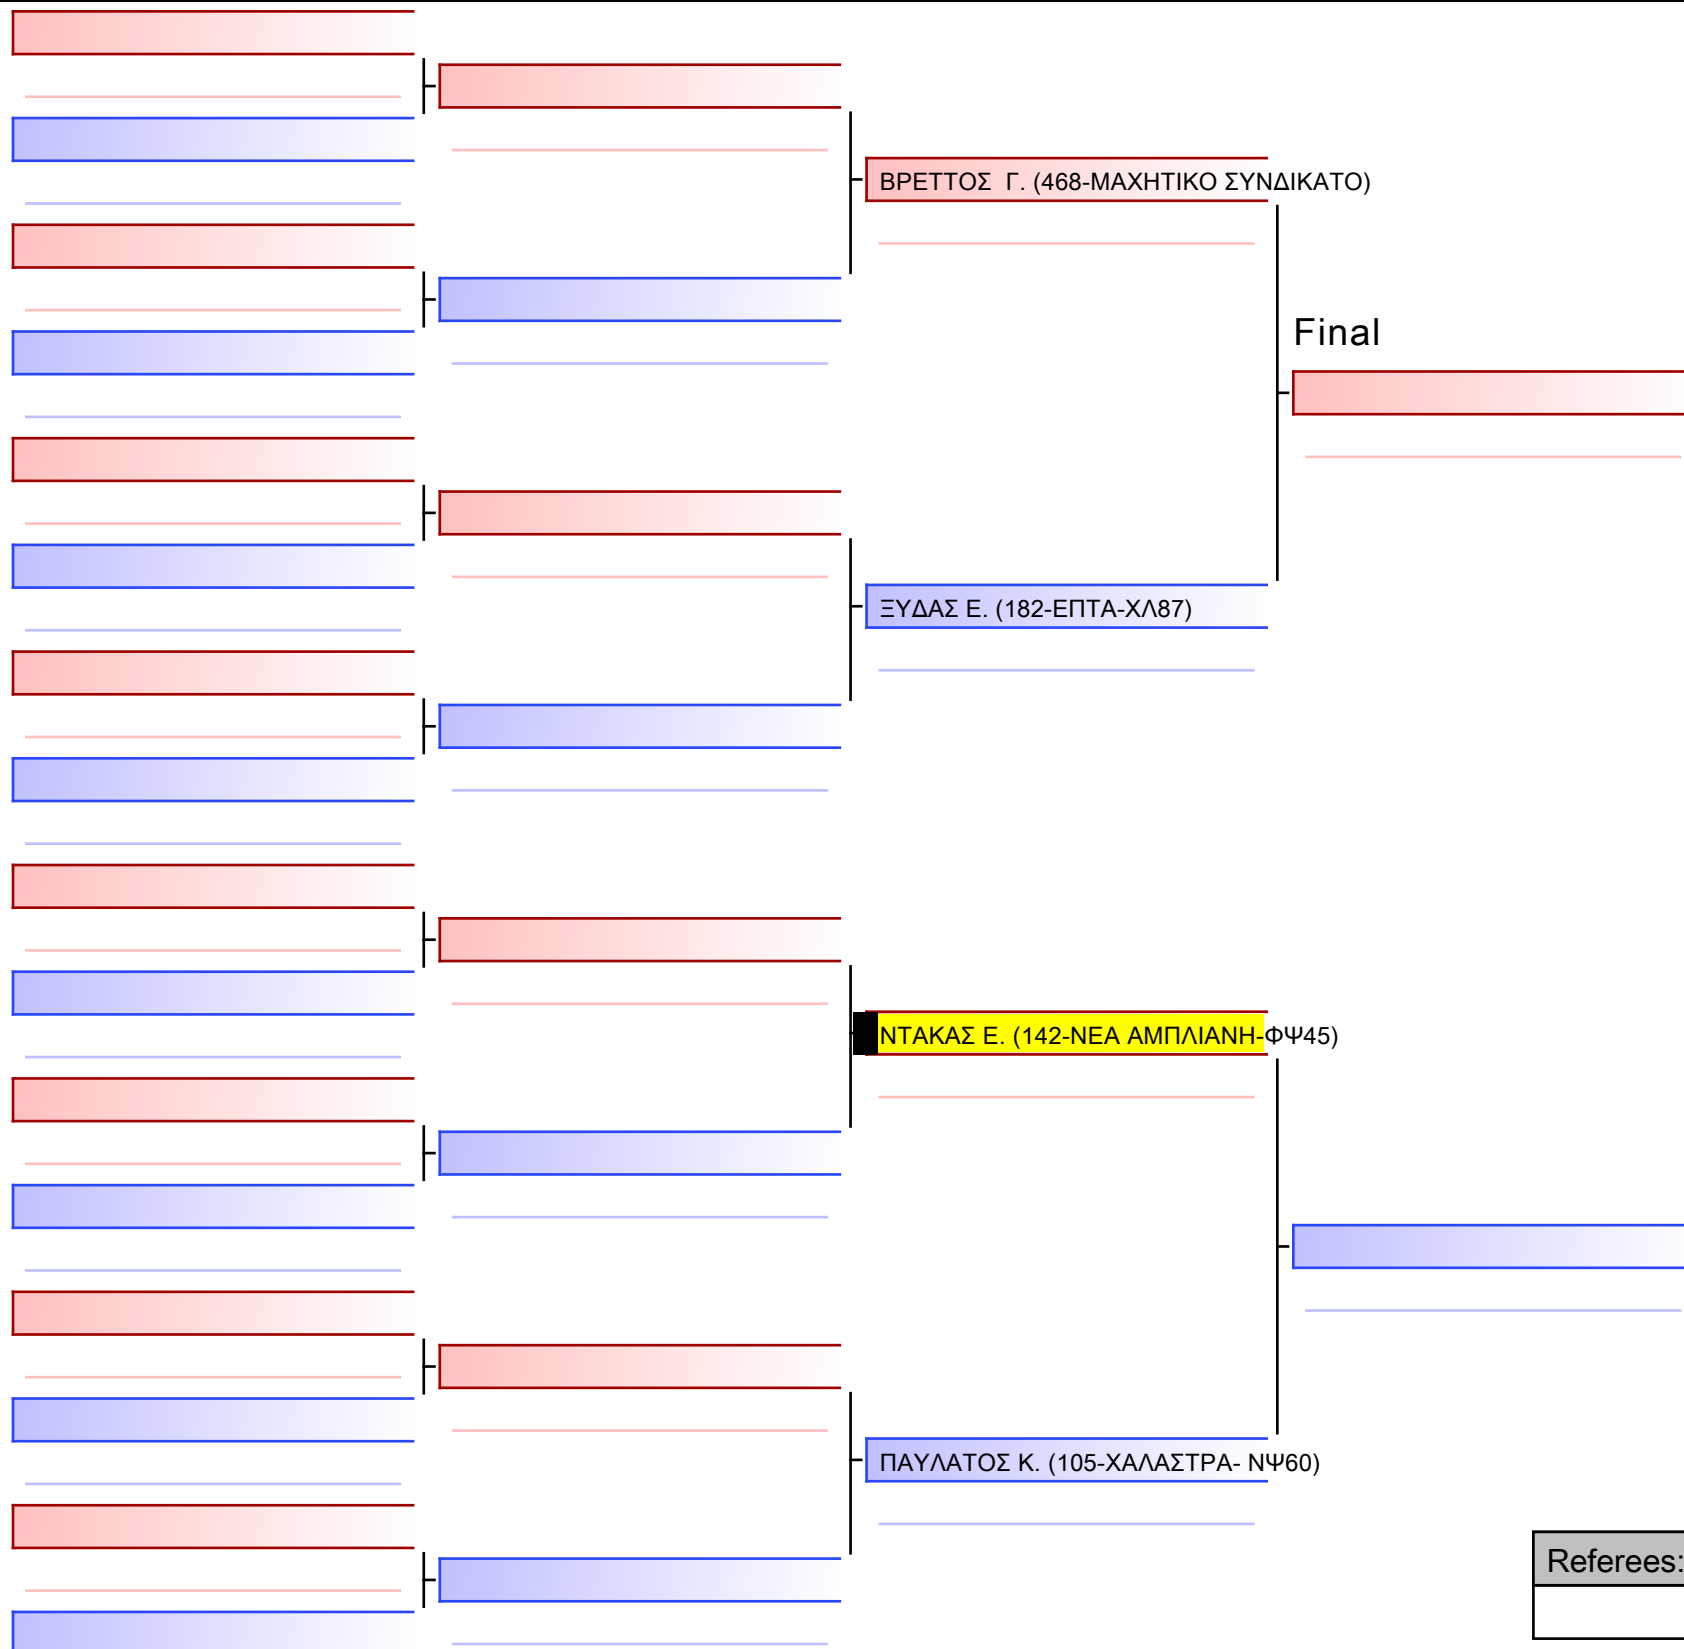 ΒΡΕΤΤΟΣ  Γ. (468-ΜΑΧΗΤΙΚΟ ΣΥΝΔΙΚΑΤΟ)
Final
ΞΥΔΑΣ Ε. (182-ΕΠΤΑ-ΧΛ87)
ΝΤΑΚΑΣ Ε. (142-ΝΕΑ ΑΜΠΛΙΑΝΗ-ΦΨ45)
ΠΑΥΛΑΤΟΣ Κ. (105-ΧΑΛΑΣΤΡΑ- ΝΨ60)
Referees: